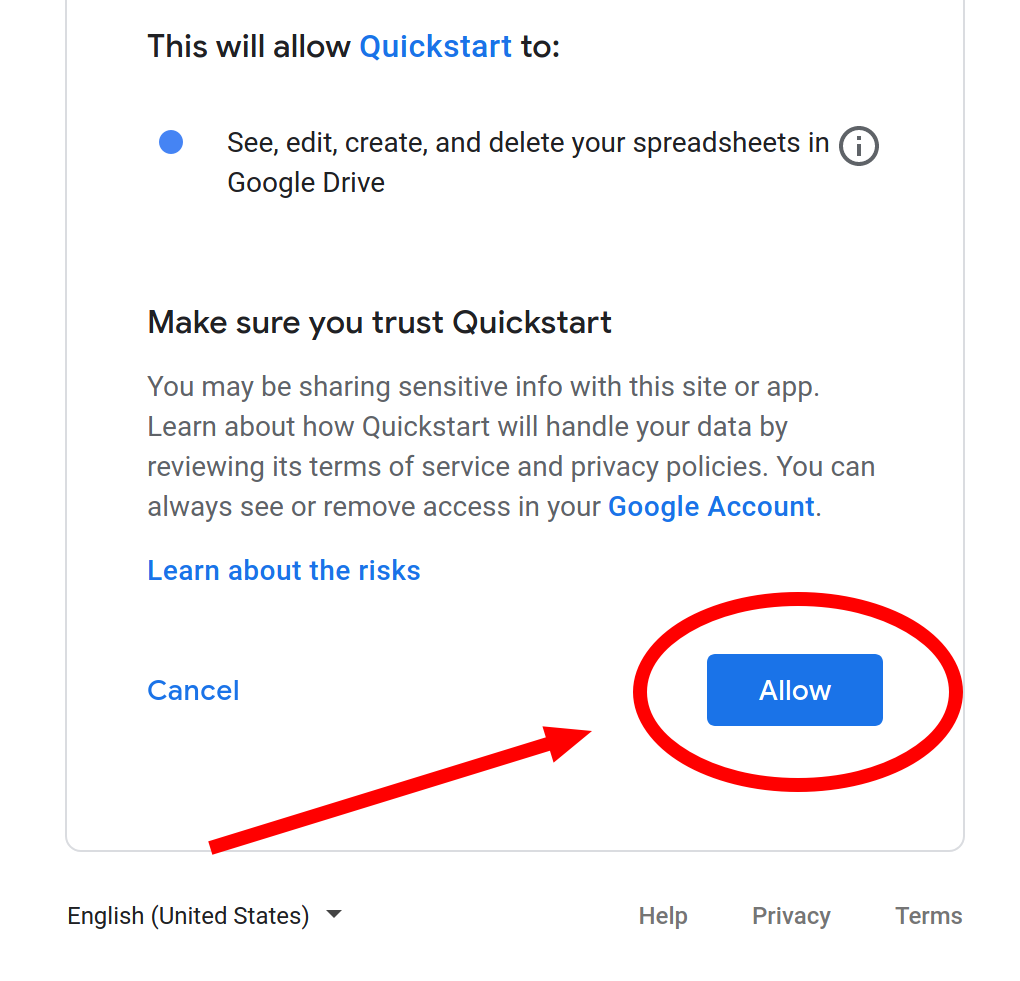 This will allow Quickstart to:
See, edit, create, and delete your spreadsheets in
Google Drive
Make sure you trust Quickstart
You may be sharing sensitive info with this site or app.
Learn about how Quickstart will handle your data by
reviewing its terms of service and privacy policies. You can
always see or remove access in your Google Account.
Learn about the risks
Cancel
Allow
English (United States)
Help
Privacy
Terms